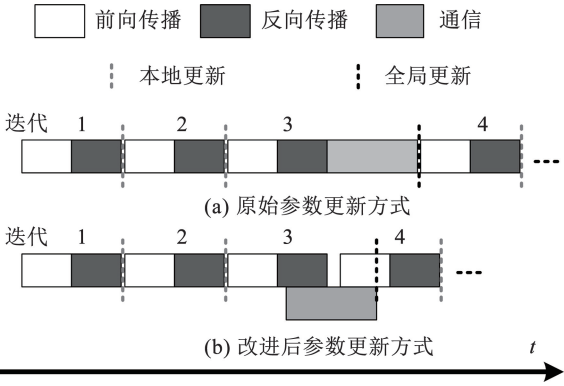 前向传播 反向传播 通信
本地更新 全局更新
迭代 1 2 3 4
(a) 原始参数更新方式
迭代 1 2 3 4
(b) 改进后参数更新方式 t